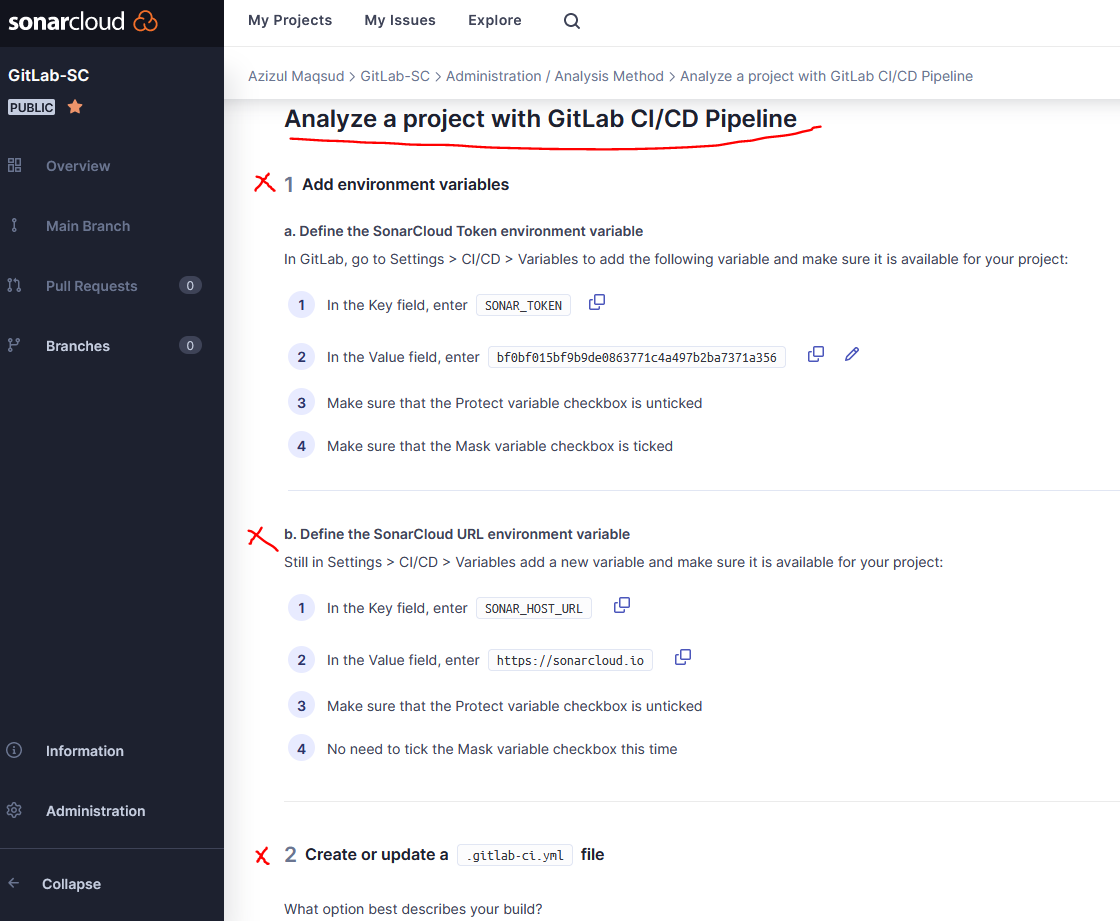 sonarcloud
My Projects My Issues Explore
GitLab-SC
PUBLIC
Overview
Main Branch
Pull Requests 0
Branches 0
Information
Administration
Collapse
Azizul Maqsud > GitLab-SC > Administration / Analysis Method > Analyze a project with GitLab CI/CD Pipeline
Analyze a project with GitLab CI/CD Pipeline
1 Add environment variables
a. Define the SonarCloud Token environment variable
In GitLab, go to Settings > CI/CD > Variables to add the following variable and make sure it is available for your project:
1 In the Key field, enter SONAR_TOKEN
2 In the Value field, enter bf0bf015bf9b9de0863771c4a497b2ba7371a356
3 Make sure that the Protect variable checkbox is unticked
4 Make sure that the Mask variable checkbox is ticked
b. Define the SonarCloud URL environment variable
Still in Settings > CI/CD > Variables add a new variable and make sure it is available for your project:
1 In the Key field, enter SONAR_HOST_URL
2 In the Value field, enter https://sonarcloud.io
3 Make sure that the Protect variable checkbox is unticked
4 No need to tick the Mask variable checkbox this time
2 Create or update a .gitlab-ci.yml file
What option best describes your build?